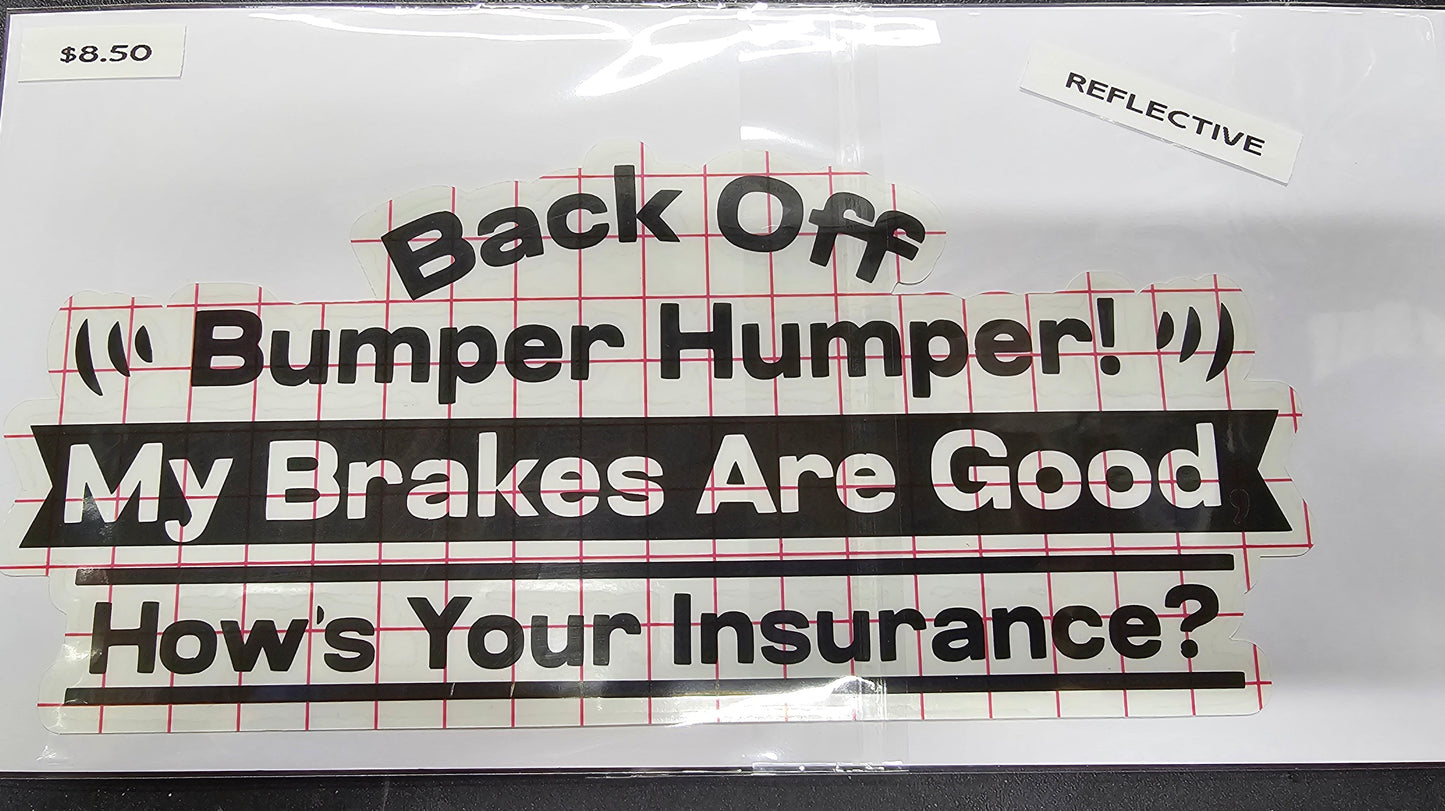 $8.50
REFLECTIVE
Back Off
Bumper Humper!
My Brakes Are Good,
How's Your Insurance?